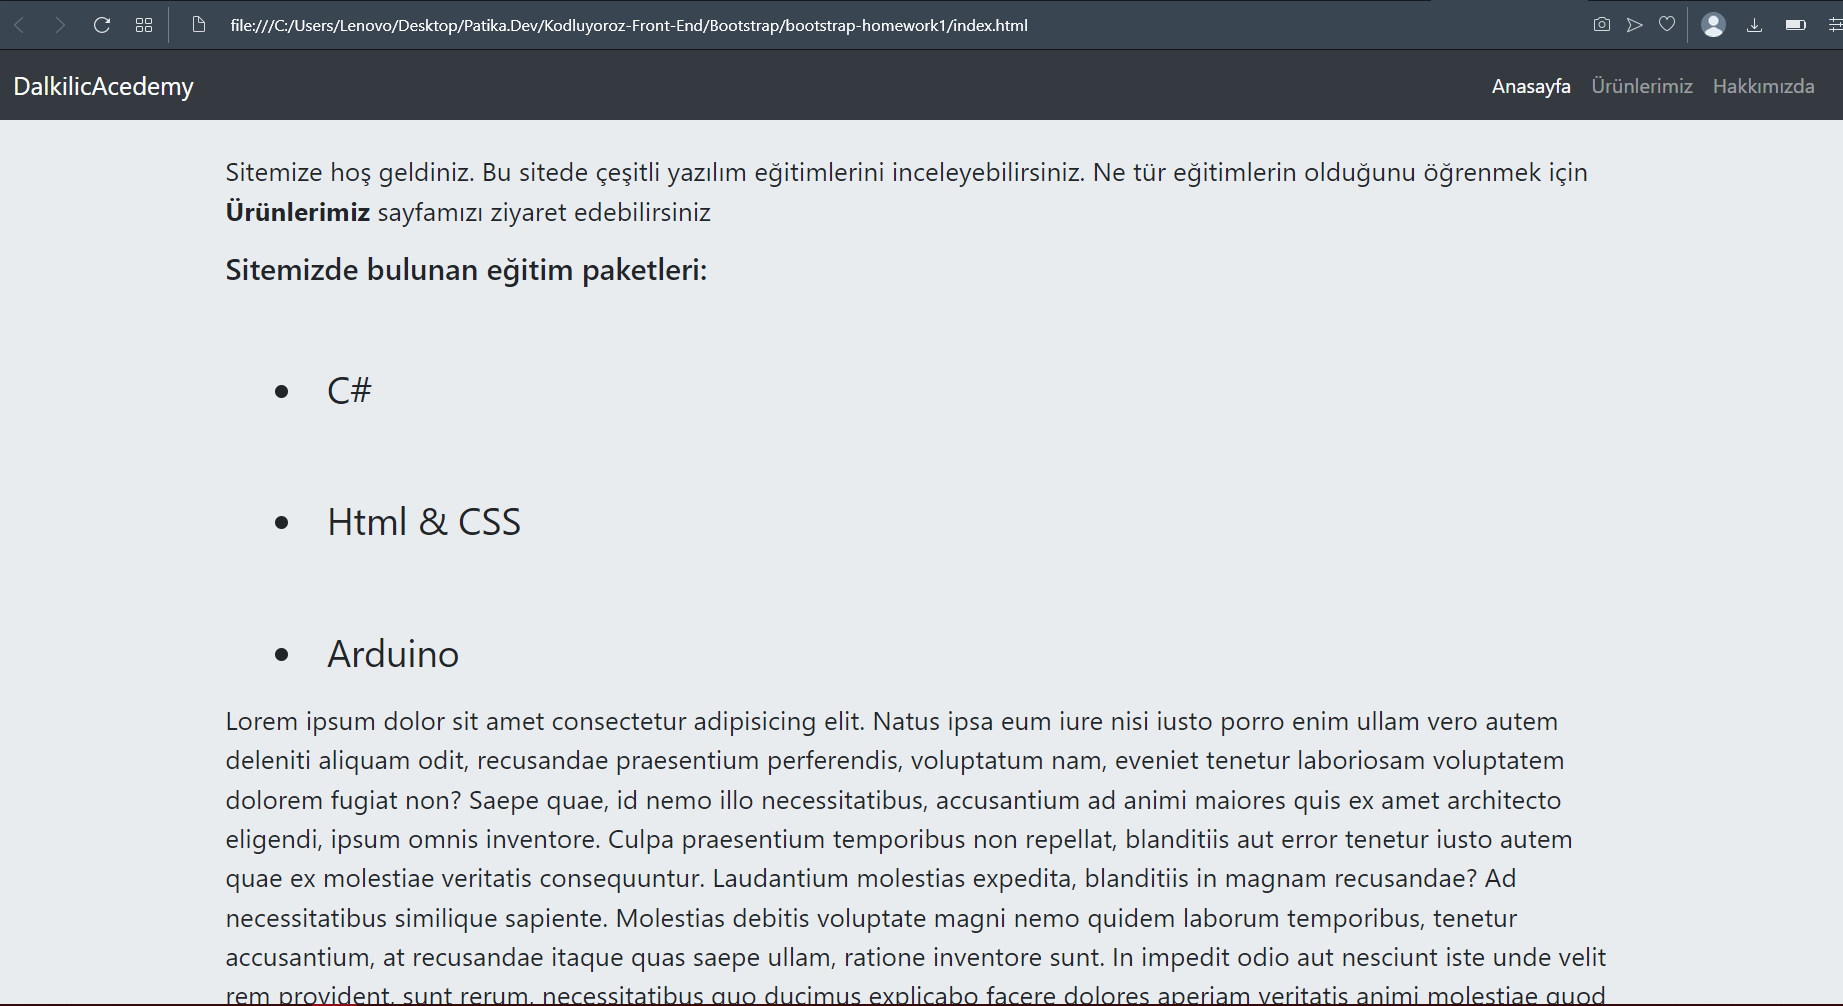 file:///C:/Users/Lenovo/Desktop/Patika.Dev/Kodluyoroz-Front-End/Bootstrap/bootstrap-homework1/index.html
DalkilicAcedemy
Anasayfa Ürünlerimiz Hakkımızda
Sitemize hoş geldiniz. Bu sitede çeşitli yazılım eğitimlerini inceleyebilirsiniz. Ne tür eğitimlerin olduğunu öğrenmek için
Ürünlerimiz sayfamızı ziyaret edebilirsiniz
Sitemizde bulunan eğitim paketleri:
• C#
• Html & CSS
• Arduino
Lorem ipsum dolor sit amet consectetur adipisicing elit. Natus ipsa eum iure nisi iusto porro enim ullam vero autem
deleniti aliquam odit, recusandae praesentium perferendis, voluptatum nam, eveniet tenetur laboriosam voluptatem
dolorem fugiat non? Saepe quae, id nemo illo necessitatibus, accusantium ad animi maiores quis ex amet architecto
eligendi, ipsum omnis inventore. Culpa praesentium temporibus non repellat, blanditiis aut error tenetur iusto autem
quae ex molestiae veritatis consequuntur. Laudantium molestias expedita, blanditiis in magnam recusandae? Ad
necessitatibus similique sapiente. Molestias debitis voluptate magni nemo quidem laborum temporibus, tenetur
accusantium, at recusandae itaque quas saepe ullam, ratione inventore sunt. In impedit odio aut nesciunt iste unde velit
rem provident, sunt rerum, necessitatibus quo ducimus explicabo facere dolores aperiam veritatis animi molestiae quod